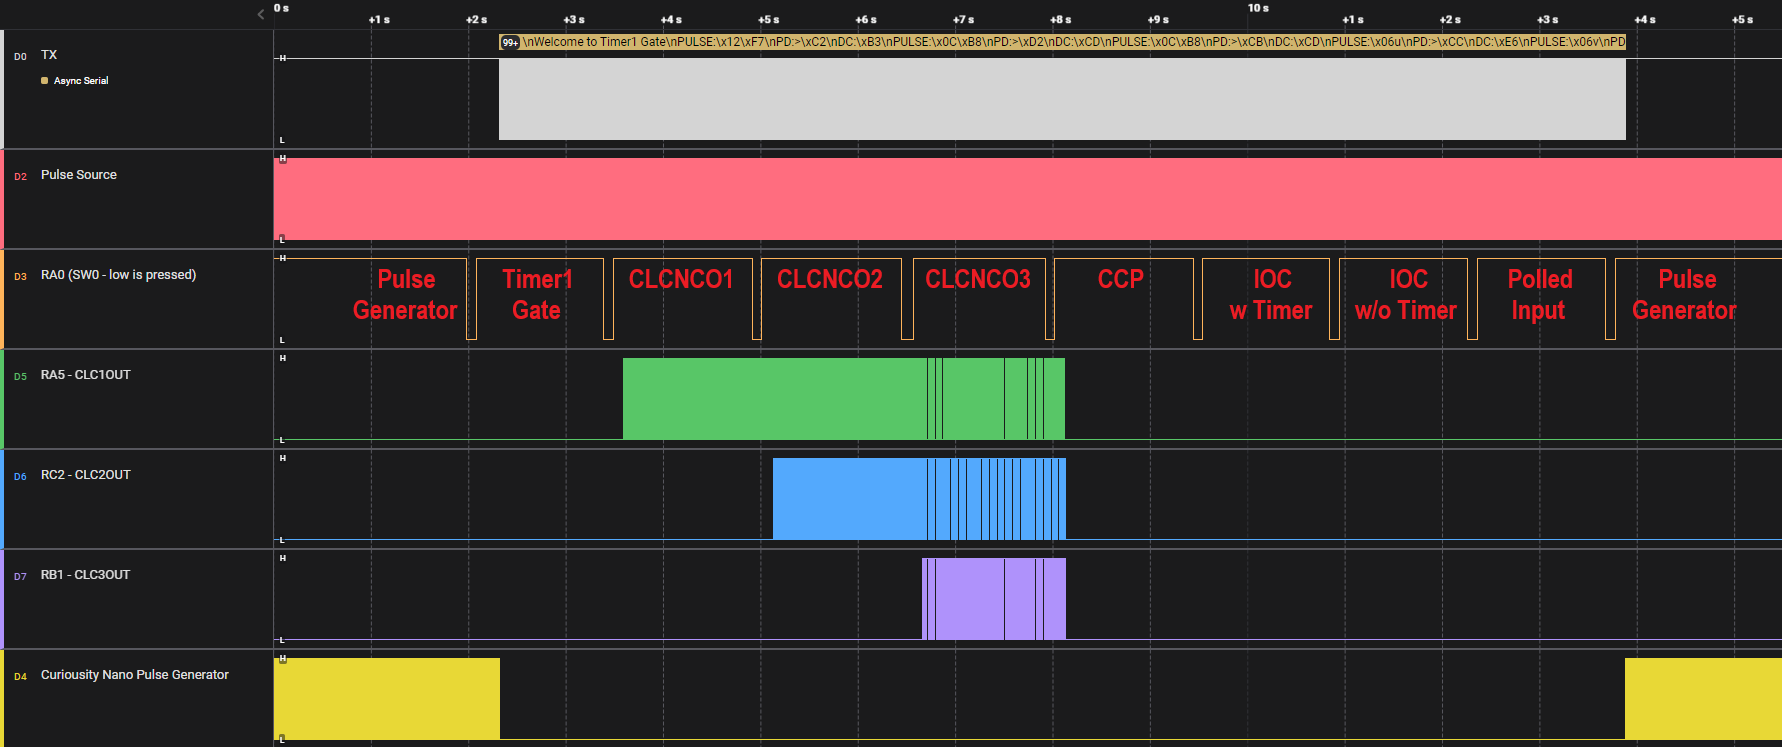 0 s
+1 s +2 s +3 s +4 s +5 s +6 s +7 s +8 s +9 s 10 s +1 s +2 s +3 s +4 s +5 s
D0 TX
Async Serial
99+ \nWelcome to Timer1 Gate\nPULSE:\x12\xF7\nPD:>\xC2\nDC:\xB3\nPULSE:\x0C\xB8\nPD:>\xD2\nDC:\xCD\nPULSE:\x0C\xB8\nPD:>\xCB\nDC:\xCD\nPULSE:\x06u\nPD:>\xCC\nDC:\xE6\nPULSE:\x06v\nPD
H
L
D2 Pulse Source
H
L
D3 RA0 (SW0 - low is pressed)
H
L
Pulse Generator
Timer1 Gate
CLCNCO1
CLCNCO2
CLCNCO3
CCP
IOC w Timer
IOC w/o Timer
Polled Input
Pulse Generator
D5 RA5 - CLC1OUT
H
L
D6 RC2 - CLC2OUT
H
L
D7 RB1 - CLC3OUT
H
L
D4 Curiousity Nano Pulse Generator
H
L